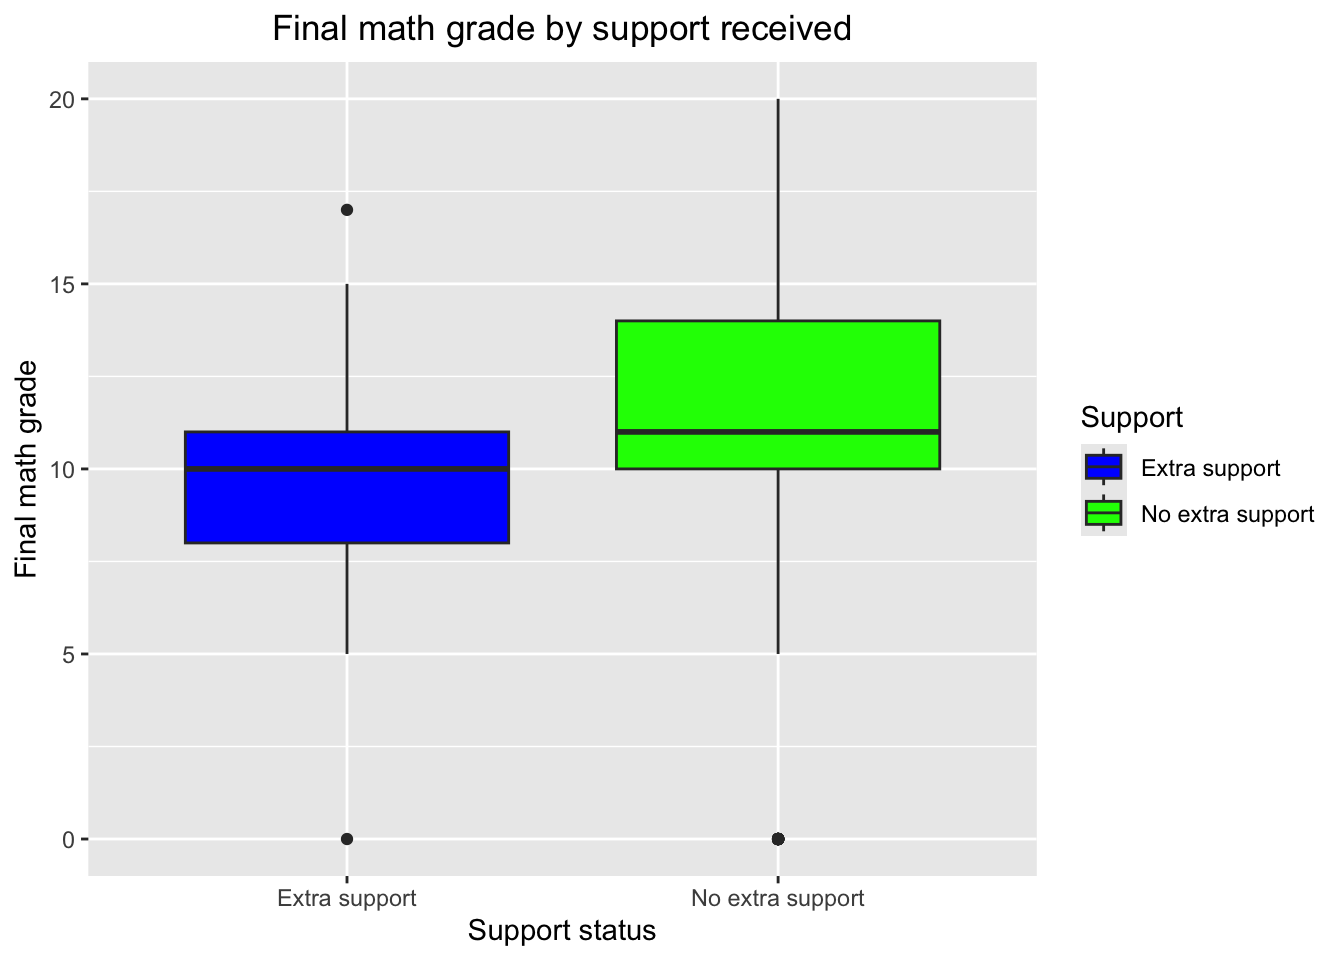 Final math grade by support received
20
15
10
5
0
Final math grade
Extra support
No extra support
Support status
Support
Extra support
No extra support